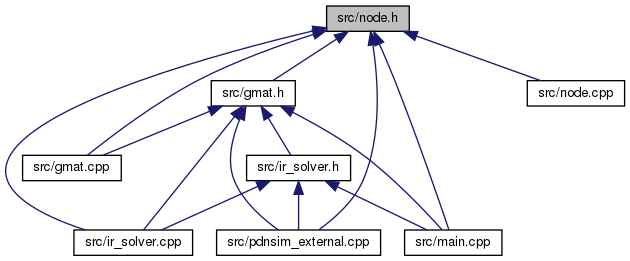 src/node.h
src/gmat.h
src/node.cpp
src/gmat.cpp
src/ir_solver.h
src/ir_solver.cpp
src/pdnsim_external.cpp
src/main.cpp